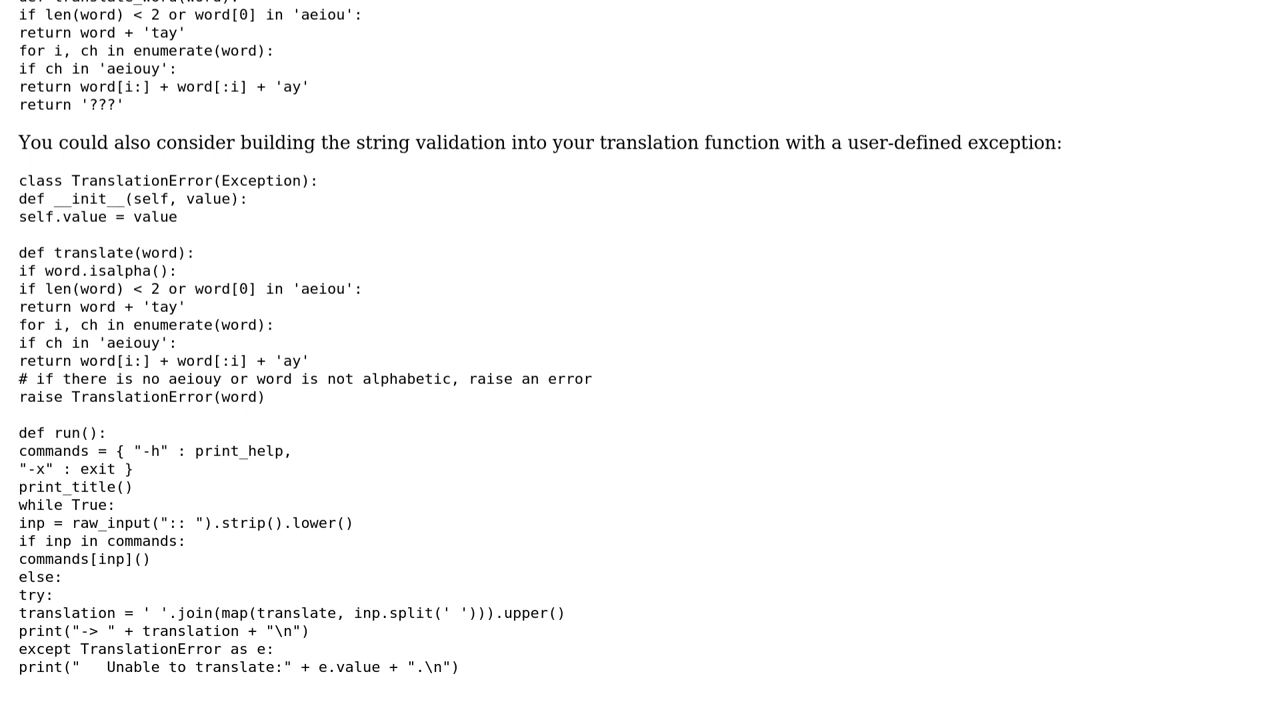 def translate_word(word):
if len(word) < 2 or word[0] in 'aeiou':
return word + 'tay'
for i, ch in enumerate(word):
if ch in 'aeiouy':
return word[i:] + word[:i] + 'ay'
return '???'
You could also consider building the string validation into your translation function with a user-defined exception:
class TranslationError(Exception):
def __init__(self, value):
self.value = value
def translate(word):
if word.isalpha():
if len(word) < 2 or word[0] in 'aeiou':
return word + 'tay'
for i, ch in enumerate(word):
if ch in 'aeiouy':
return word[i:] + word[:i] + 'ay'
# if there is no aeiouy or word is not alphabetic, raise an error
raise TranslationError(word)
def run():
commands = { "-h" : print_help,
"-x" : exit }
print_title()
while True:
inp = raw_input(":: ").strip().lower()
if inp in commands:
commands[inp]()
else:
try:
translation = ' '.join(map(translate, inp.split(' '))).upper()
print("-> " + translation + "\n")
except TranslationError as e:
print("   Unable to translate:" + e.value + ".\n")